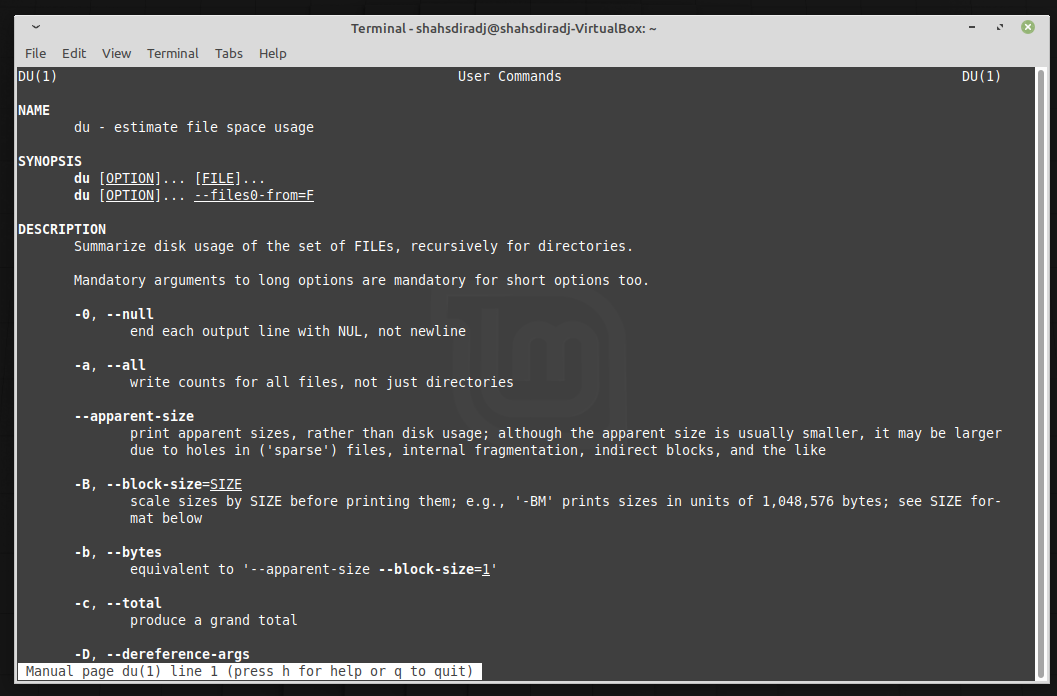 Terminal - shahsdiradj@shahsdiradj-VirtualBox: ~
File Edit View Terminal Tabs Help
DU(1) User Commands DU(1)
NAME
du - estimate file space usage
SYNOPSIS
du [OPTION]... [FILE]...
du [OPTION]... --files0-from=F
DESCRIPTION
Summarize disk usage of the set of FILEs, recursively for directories.
Mandatory arguments to long options are mandatory for short options too.
-0, --null
end each output line with NUL, not newline
-a, --all
write counts for all files, not just directories
--apparent-size
print apparent sizes, rather than disk usage; although the apparent size is usually smaller, it may be larger
due to holes in ('sparse') files, internal fragmentation, indirect blocks, and the like
-B, --block-size=SIZE
scale sizes by SIZE before printing them; e.g., '-BM' prints sizes in units of 1,048,576 bytes; see SIZE for-
mat below
-b, --bytes
equivalent to '--apparent-size --block-size=1'
-c, --total
produce a grand total
-D, --dereference-args
Manual page du(1) line 1 (press h for help or q to quit)